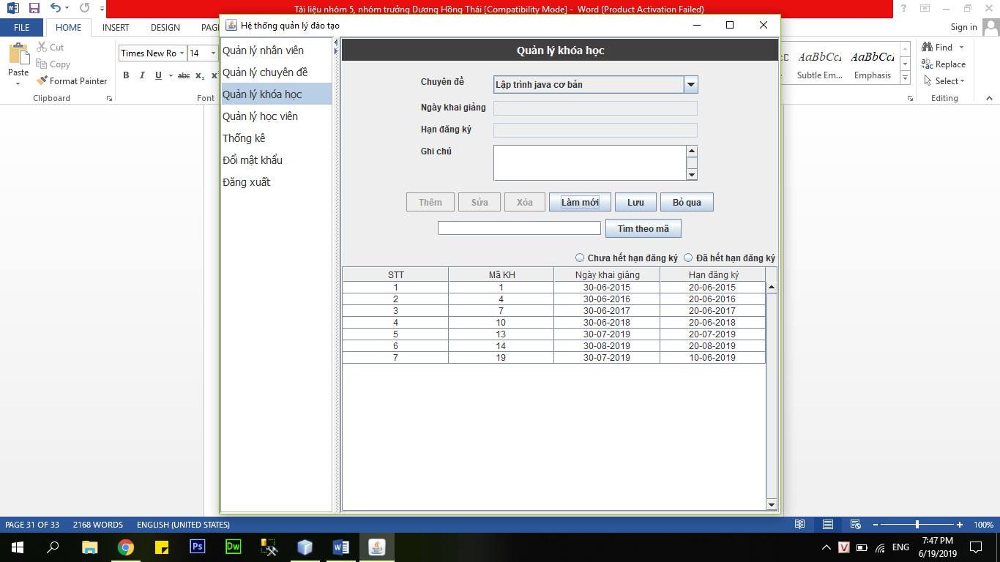 Tài liệu nhóm 5, nhóm trưởng Dương Hồng Thái [Compatibility Mode] - Word (Product Activation Failed)
FILE HOME INSERT DESIGN PAG
Sign in
Cut
Copy
Format Painter
Paste
Clipboard
Times New Ro 14
B I U abc x₂ x
Font
AaBbCcI AaBbCcI
Subtle Em... Emphasis
Find
Replace
Select
Editing
Hệ thống quản lý đào tạo
Quản lý nhân viên
Quản lý chuyên đề
Quản lý khóa học
Quản lý học viên
Thống kê
Đổi mật khẩu
Đăng xuất
Quản lý khóa học
Chuyên đề Lập trình java cơ bản
Ngày khai giảng
Hạn đăng ký
Ghi chú
Thêm Sửa Xóa Làm mới Lưu Bỏ qua
Tìm theo mã
Chưa hết hạn đăng ký Đã hết hạn đăng ký
STT Mã KH Ngày khai giảng Hạn đăng ký
1 1 30-06-2015 20-06-2015
2 4 30-06-2016 20-06-2016
3 7 30-06-2017 20-06-2017
4 10 30-06-2018 20-06-2018
5 13 30-07-2019 20-07-2019
6 14 30-08-2019 20-08-2019
7 19 30-07-2019 10-06-2019
PAGE 31 OF 33 2168 WORDS ENGLISH (UNITED STATES) 100%
Ps Dw
ENG
7:47 PM
6/19/2019